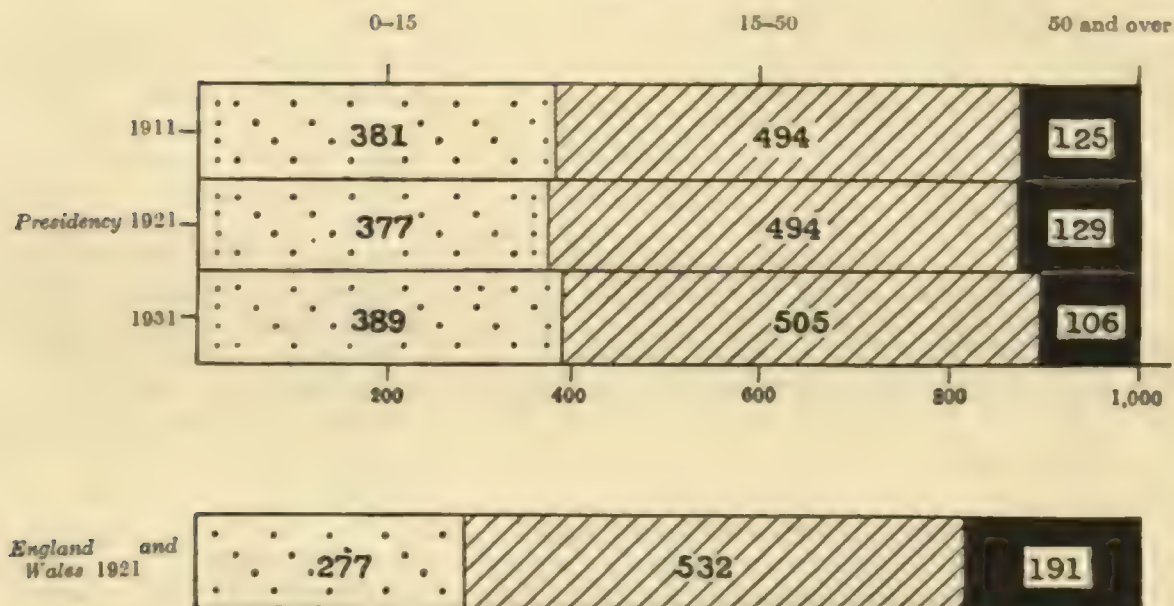 0–15 15–50 50 and over
1911 381 494 125
Presidency 1921 377 494 129
1931 389 505 106
200 400 600 800 1,000
England and
Wales 1921 277 532 191